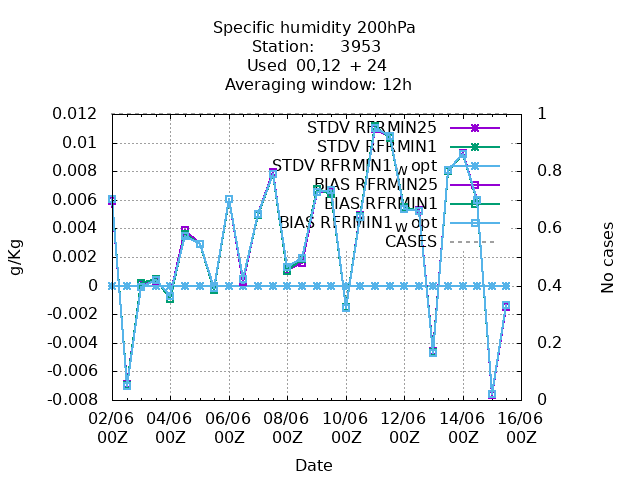 Specific humidity 200hPa
Station: 3953
Used 00,12 + 24
Averaging window: 12h
0.012
0.01
0.008
0.006
0.004
0.002
0
-0.002
-0.004
-0.006
-0.008
g/Kg
STDV RFRMIN25
STDV RFRMIN1
STDV RFRMIN1w opt
BIAS RFRMIN25
BIAS RFRMIN1
BIAS RFRMIN1w opt
CASES
1
0.8
0.6
0.4
0.2
0
No cases
02/06 04/06 06/06 08/06 10/06 12/06 14/06 16/06
00Z 00Z 00Z 00Z 00Z 00Z 00Z 00Z
Date